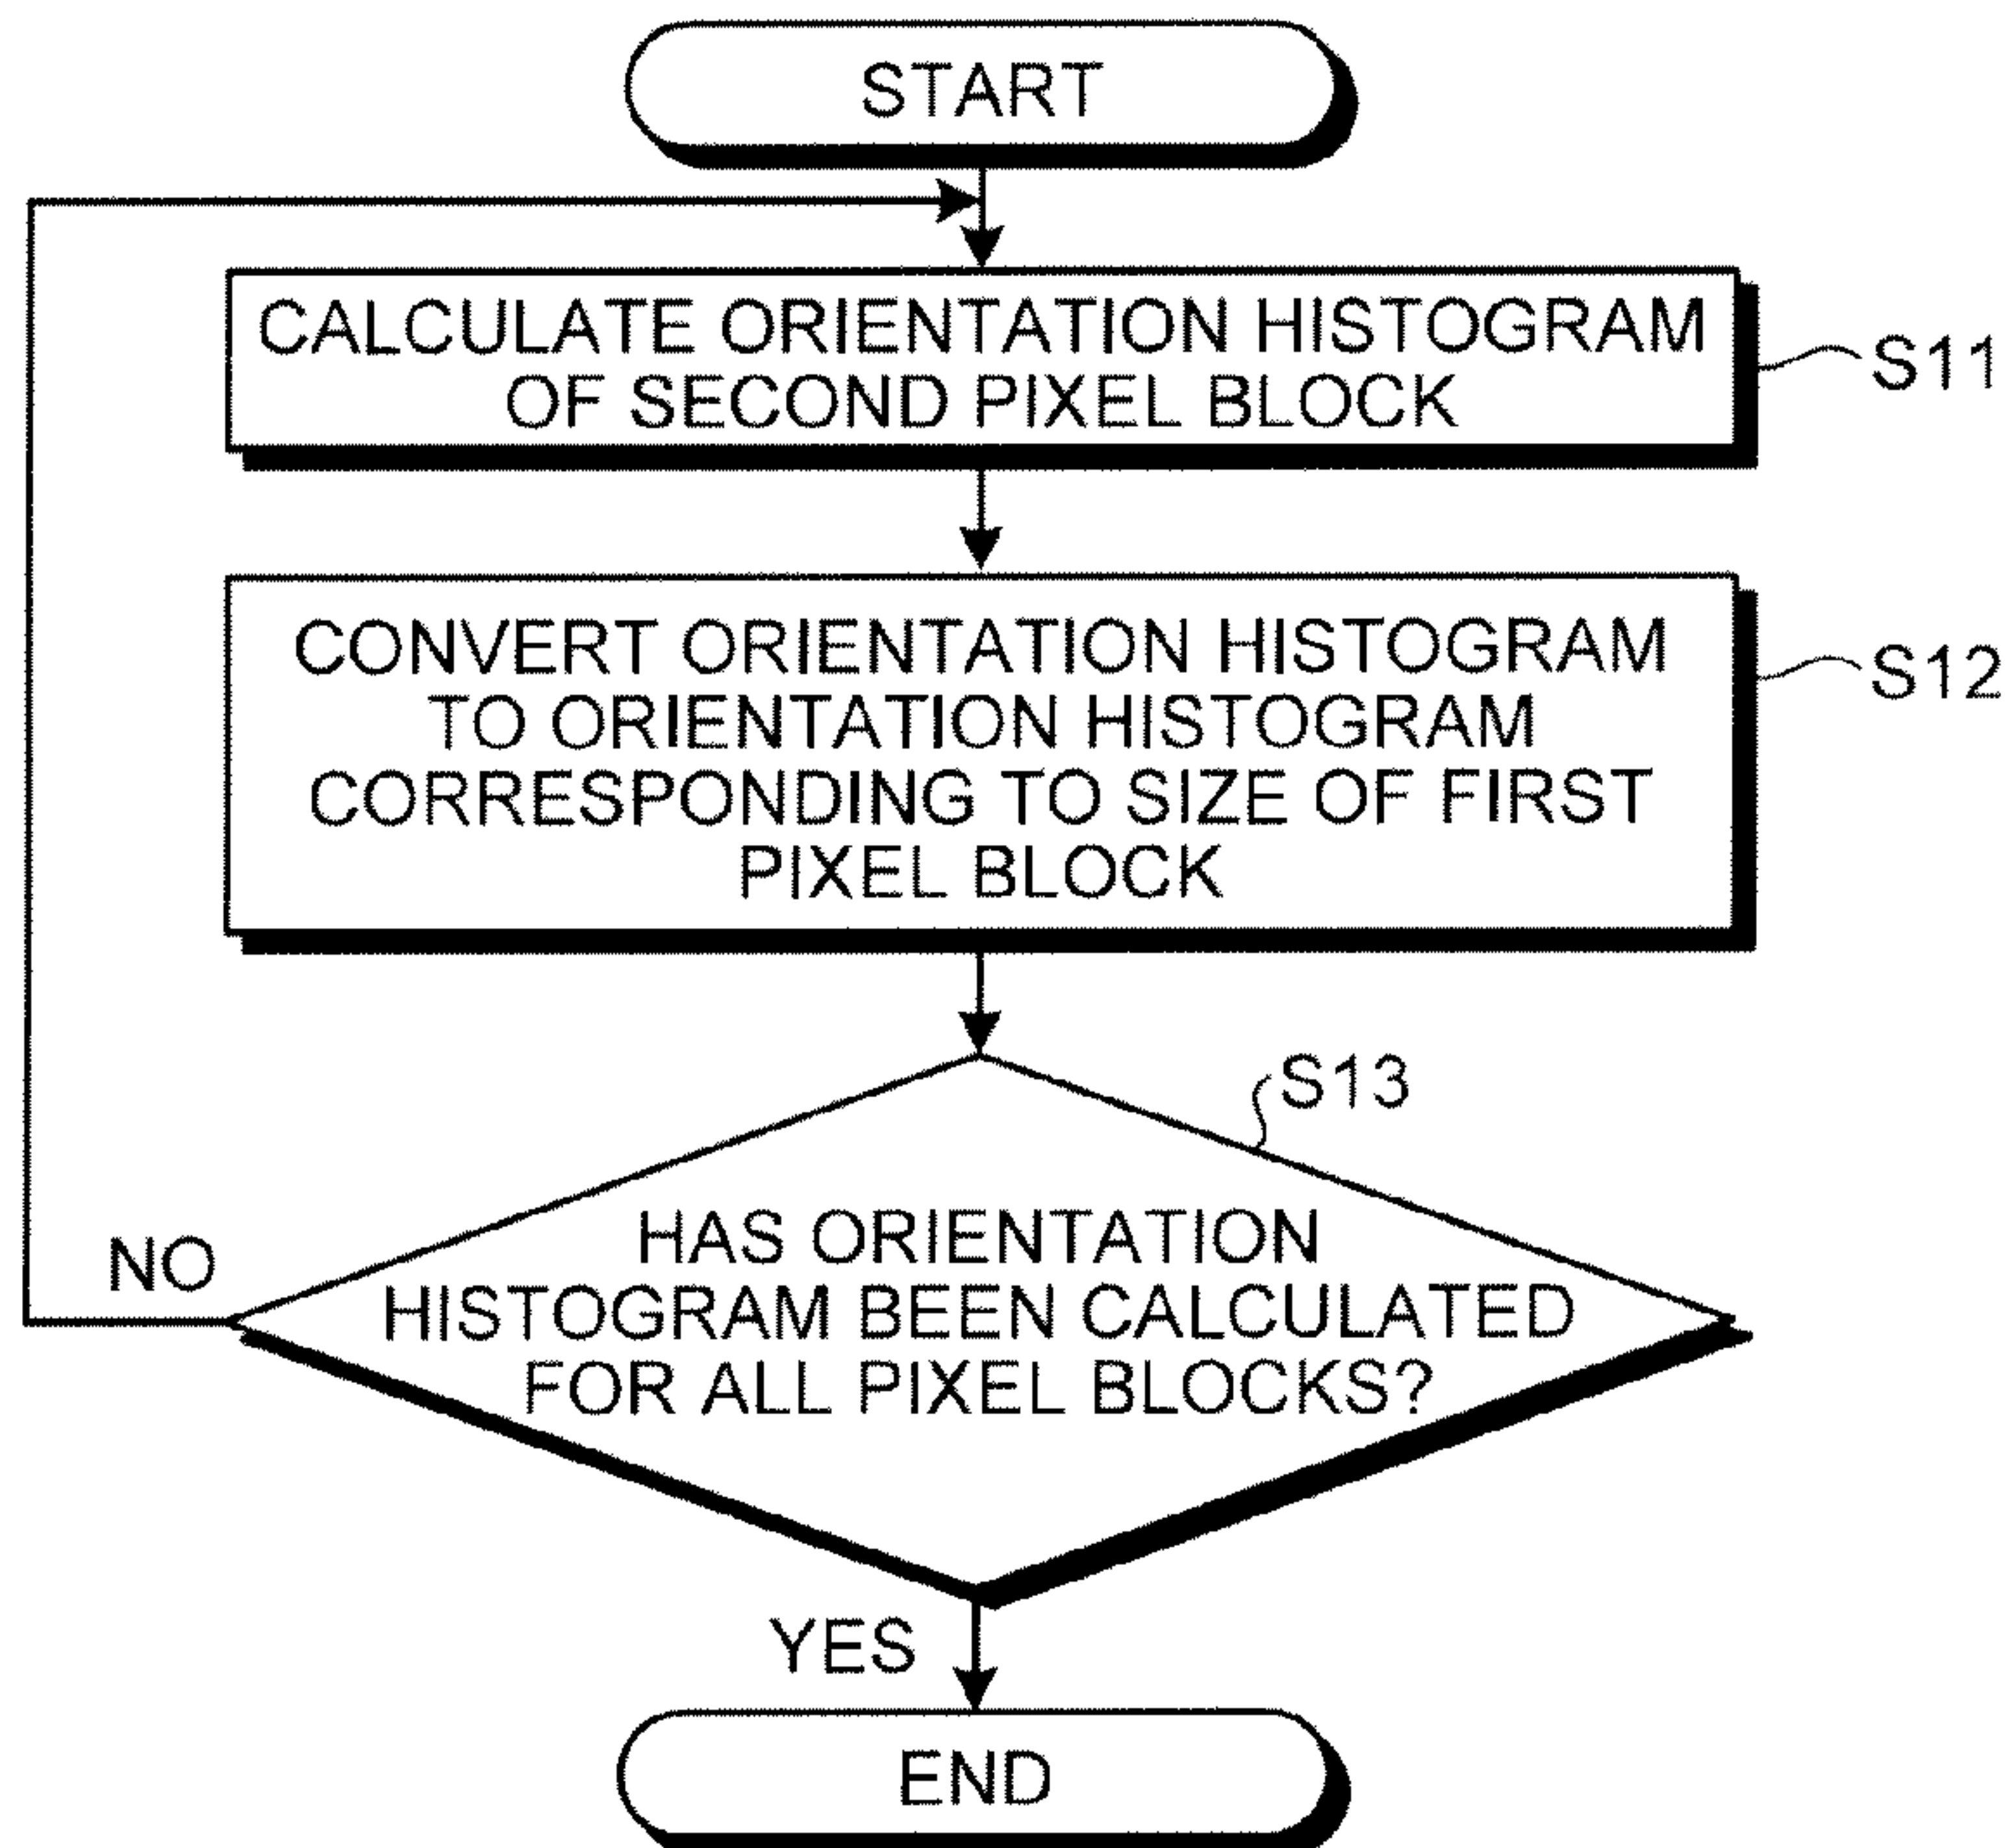 START
CALCULATE ORIENTATION HISTOGRAM
OF SECOND PIXEL BLOCK
S11
CONVERT ORIENTATION HISTOGRAM
TO ORIENTATION HISTOGRAM
CORRESPONDING TO SIZE OF FIRST
PIXEL BLOCK
S12
S13
HAS ORIENTATION
HISTOGRAM BEEN CALCULATED
FOR ALL PIXEL BLOCKS?
NO
YES
END